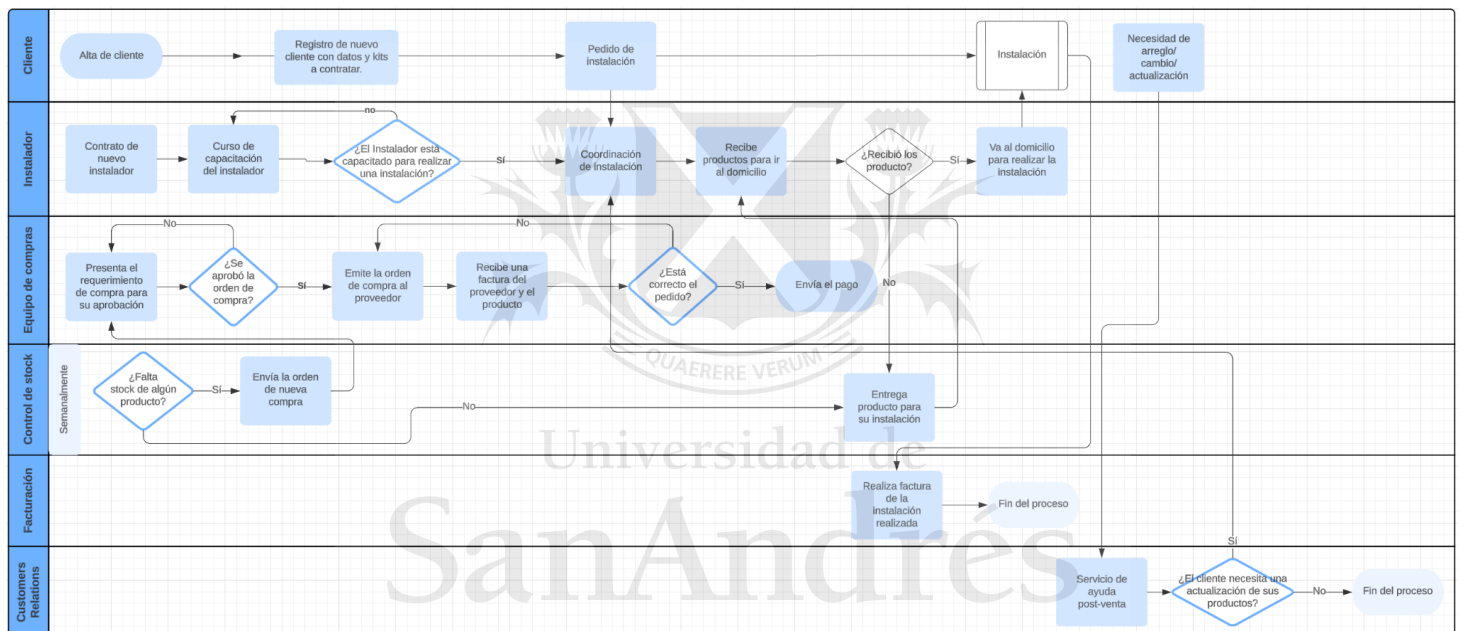 Cliente
Alta de cliente
Registro de nuevo
cliente con datos y kits
a contratar.
Pedido de
instalación
Instalación
Necesidad de
arreglo/
cambio/
actualización
Instalador
Contrato de
nuevo
instalador
Curso de
capacitación
del instalador
no
¿El Instalador está
capacitado para realizar
una instalación?
Sí
Coordinación
de Instalación
Recibe
productos para ir
al domicilio
¿Recibió los
producto?
Sí
Va al domicilio
para realizar la
instalación
Equipo de compras
No
Presenta el
requerimiento
de compra para
su aprobación
¿Se
aprobó la
orden de
compra?
Sí
Emite la orden
de compra al
proveedor
Recibe una
factura del
proveedor y el
producto
No
¿Está
correcto el
pedido?
Sí
Envía el pago
No
Control de stock
Semanalmente
¿Falta
stock de algún
producto?
Sí
Envía la orden
de nueva
compra
No
Entrega
producto para
su instalación
QUAERERE VERUM
Universidad de
SanAndrés
Facturación
Realiza factura
de la
instalación
realizada
Fin del proceso
Customers
Relations
Servicio de
ayuda
post-venta
Sí
¿El cliente necesita una
actualización de sus
productos?
No
Fin del proceso